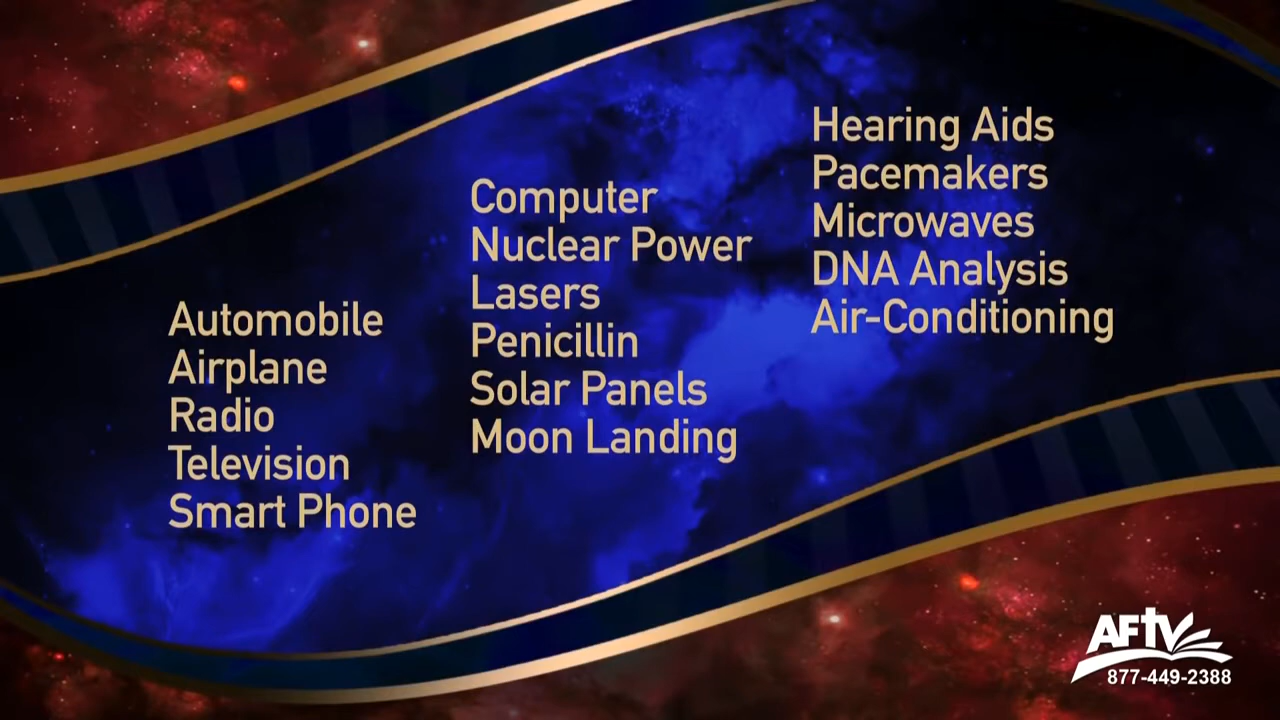 Automobile
Airplane
Radio
Television
Smart Phone
Computer
Nuclear Power
Lasers
Penicillin
Solar Panels
Moon Landing
Hearing Aids
Pacemakers
Microwaves
DNA Analysis
Air-Conditioning
AFTV
877-449-2388